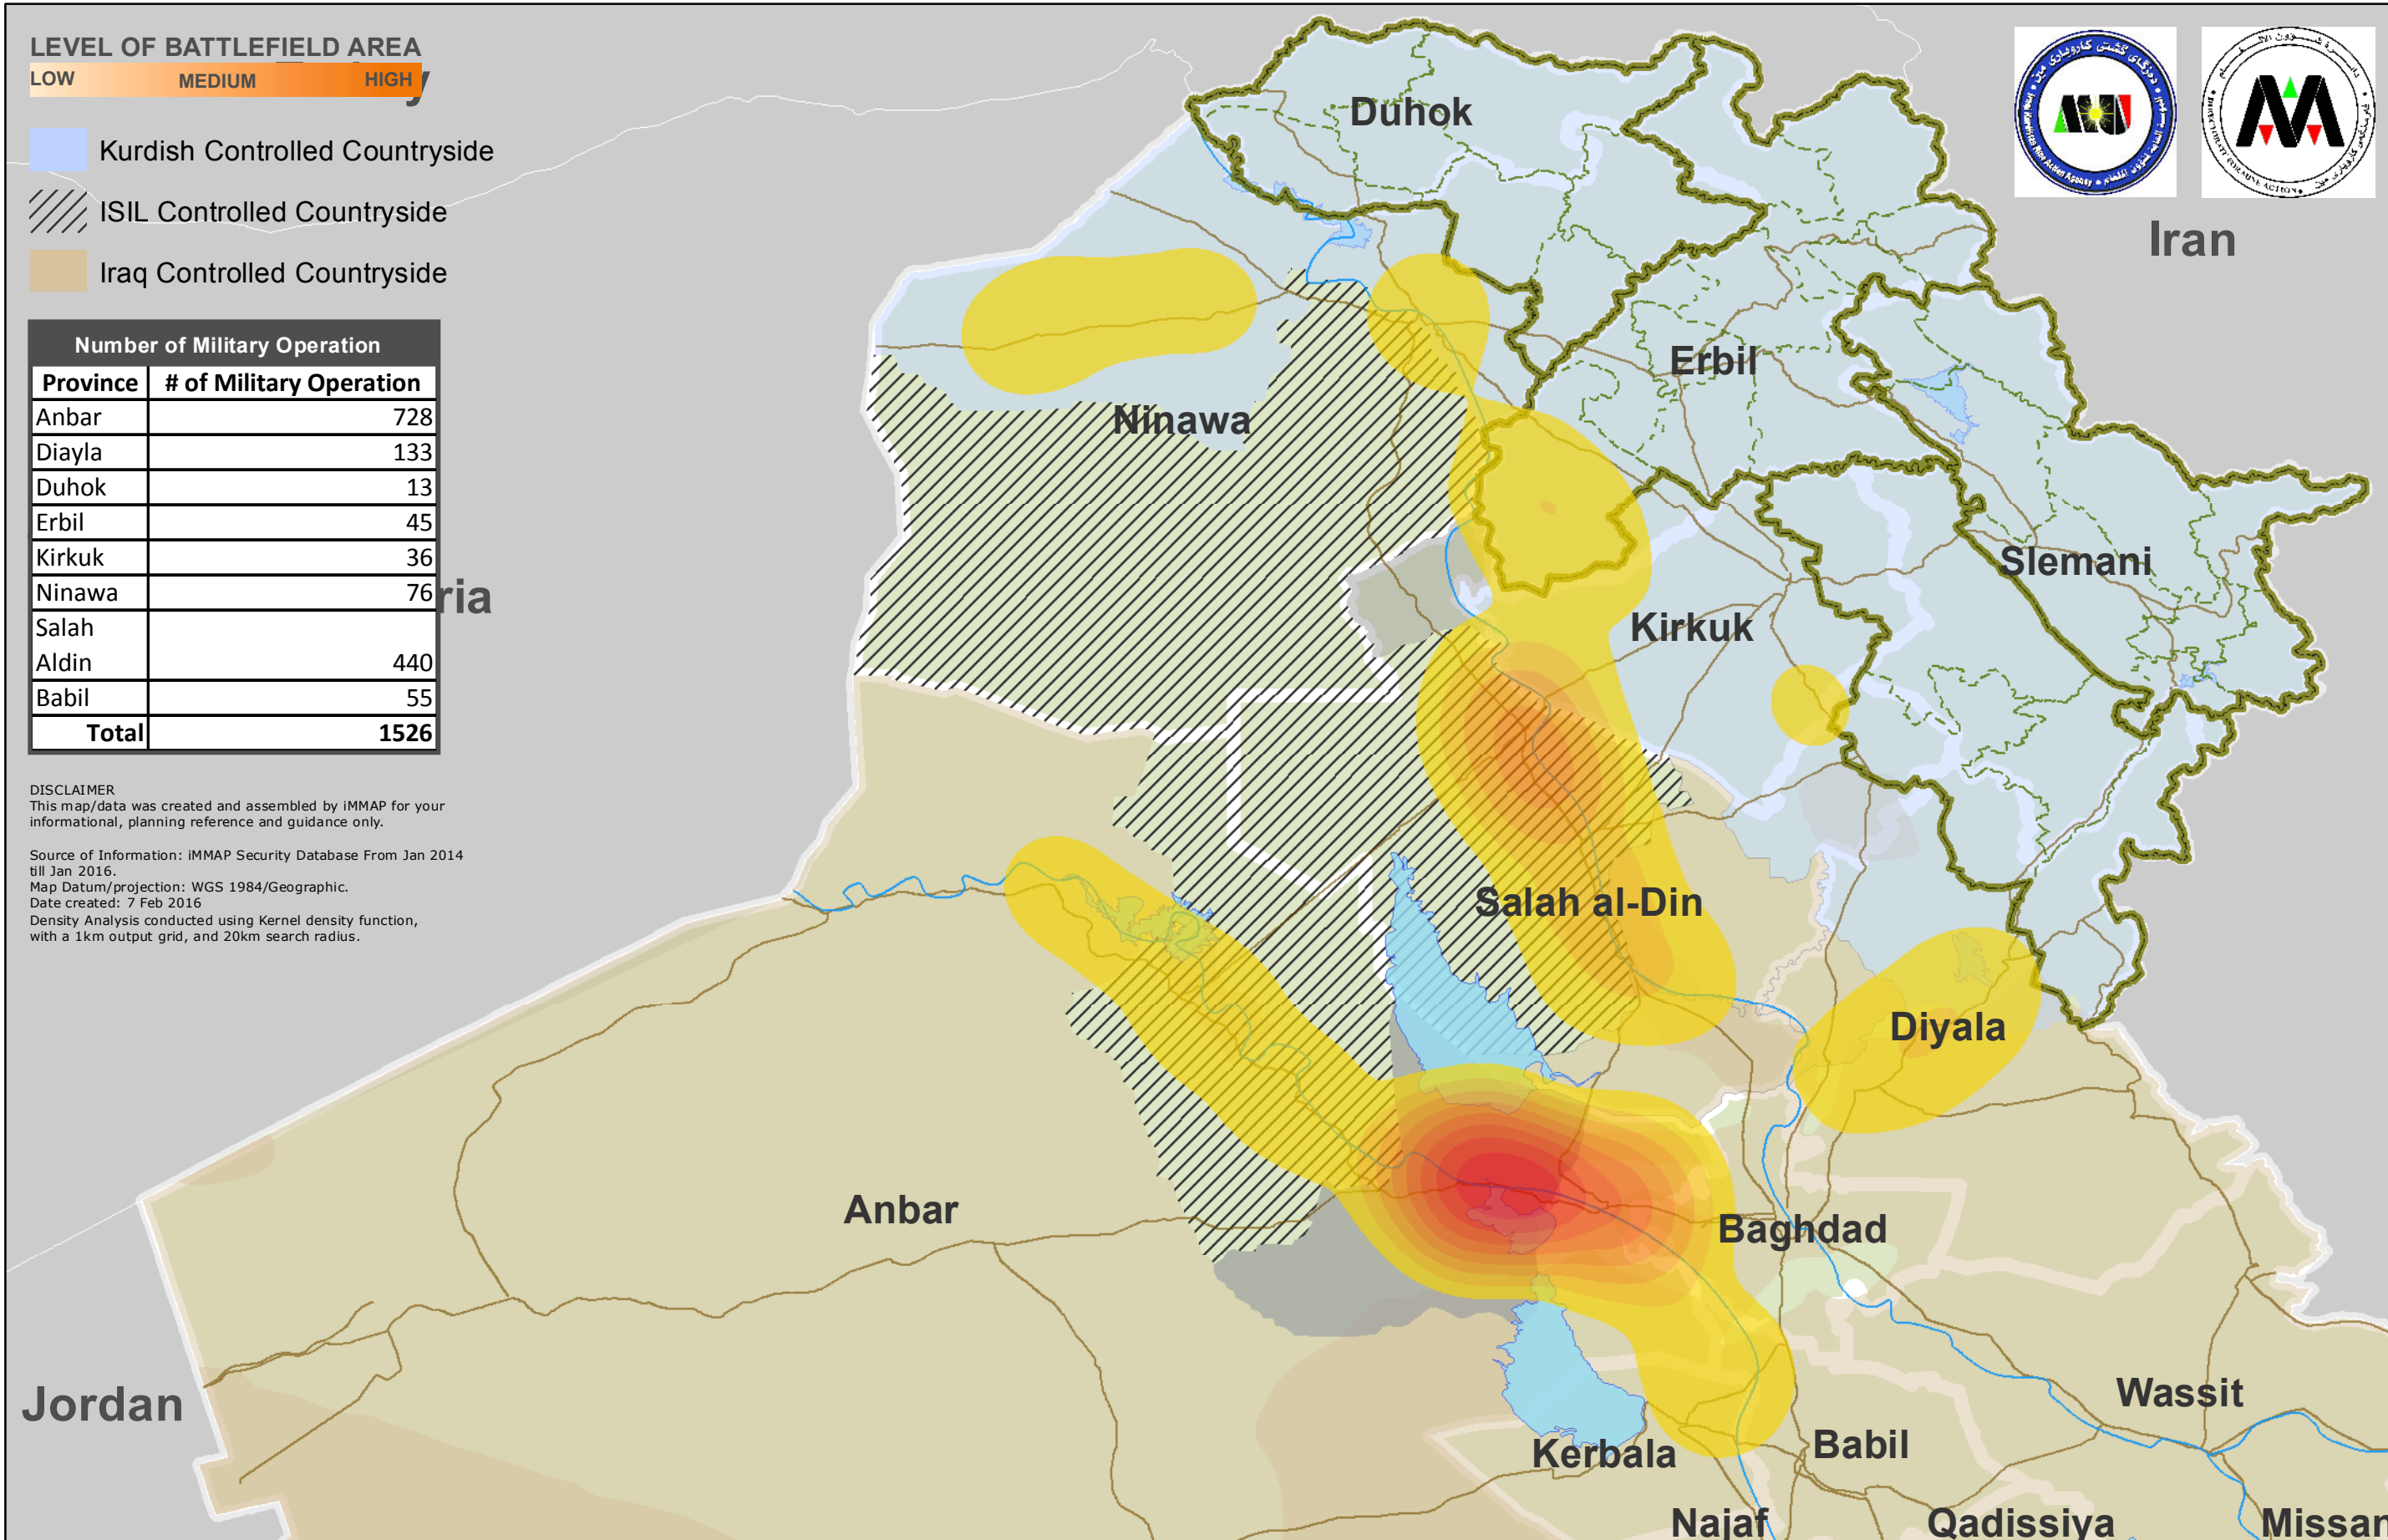 LEVEL OF BATTLEFIELD AREA
LOW MEDIUM HIGH
y
Kurdish Controlled Countryside
ISIL Controlled Countryside
Iraq Controlled Countryside
Number of Military Operation
Province # of Military Operation
Anbar 728
Diayla 133
Duhok 13
Erbil 45
Kirkuk 36
Ninawa 76
Salah
Aldin 440
Babil 55
Total 1526
ria
DISCLAIMER
This map/data was created and assembled by iMMAP for your
informational, planning reference and guidance only.
Source of Information: iMMAP Security Database From Jan 2014
till Jan 2016.
Map Datum/projection: WGS 1984/Geographic.
Date created: 7 Feb 2016
Density Analysis conducted using Kernel density function,
with a 1km output grid, and 20km search radius.
Duhok
Iran
Erbil
Ninawa
Slemani
Kirkuk
Salah al-Din
Diyala
Anbar
Baghdad
Jordan
Wassit
Babil
Kerbala
Najaf
Qadissiya
Missan